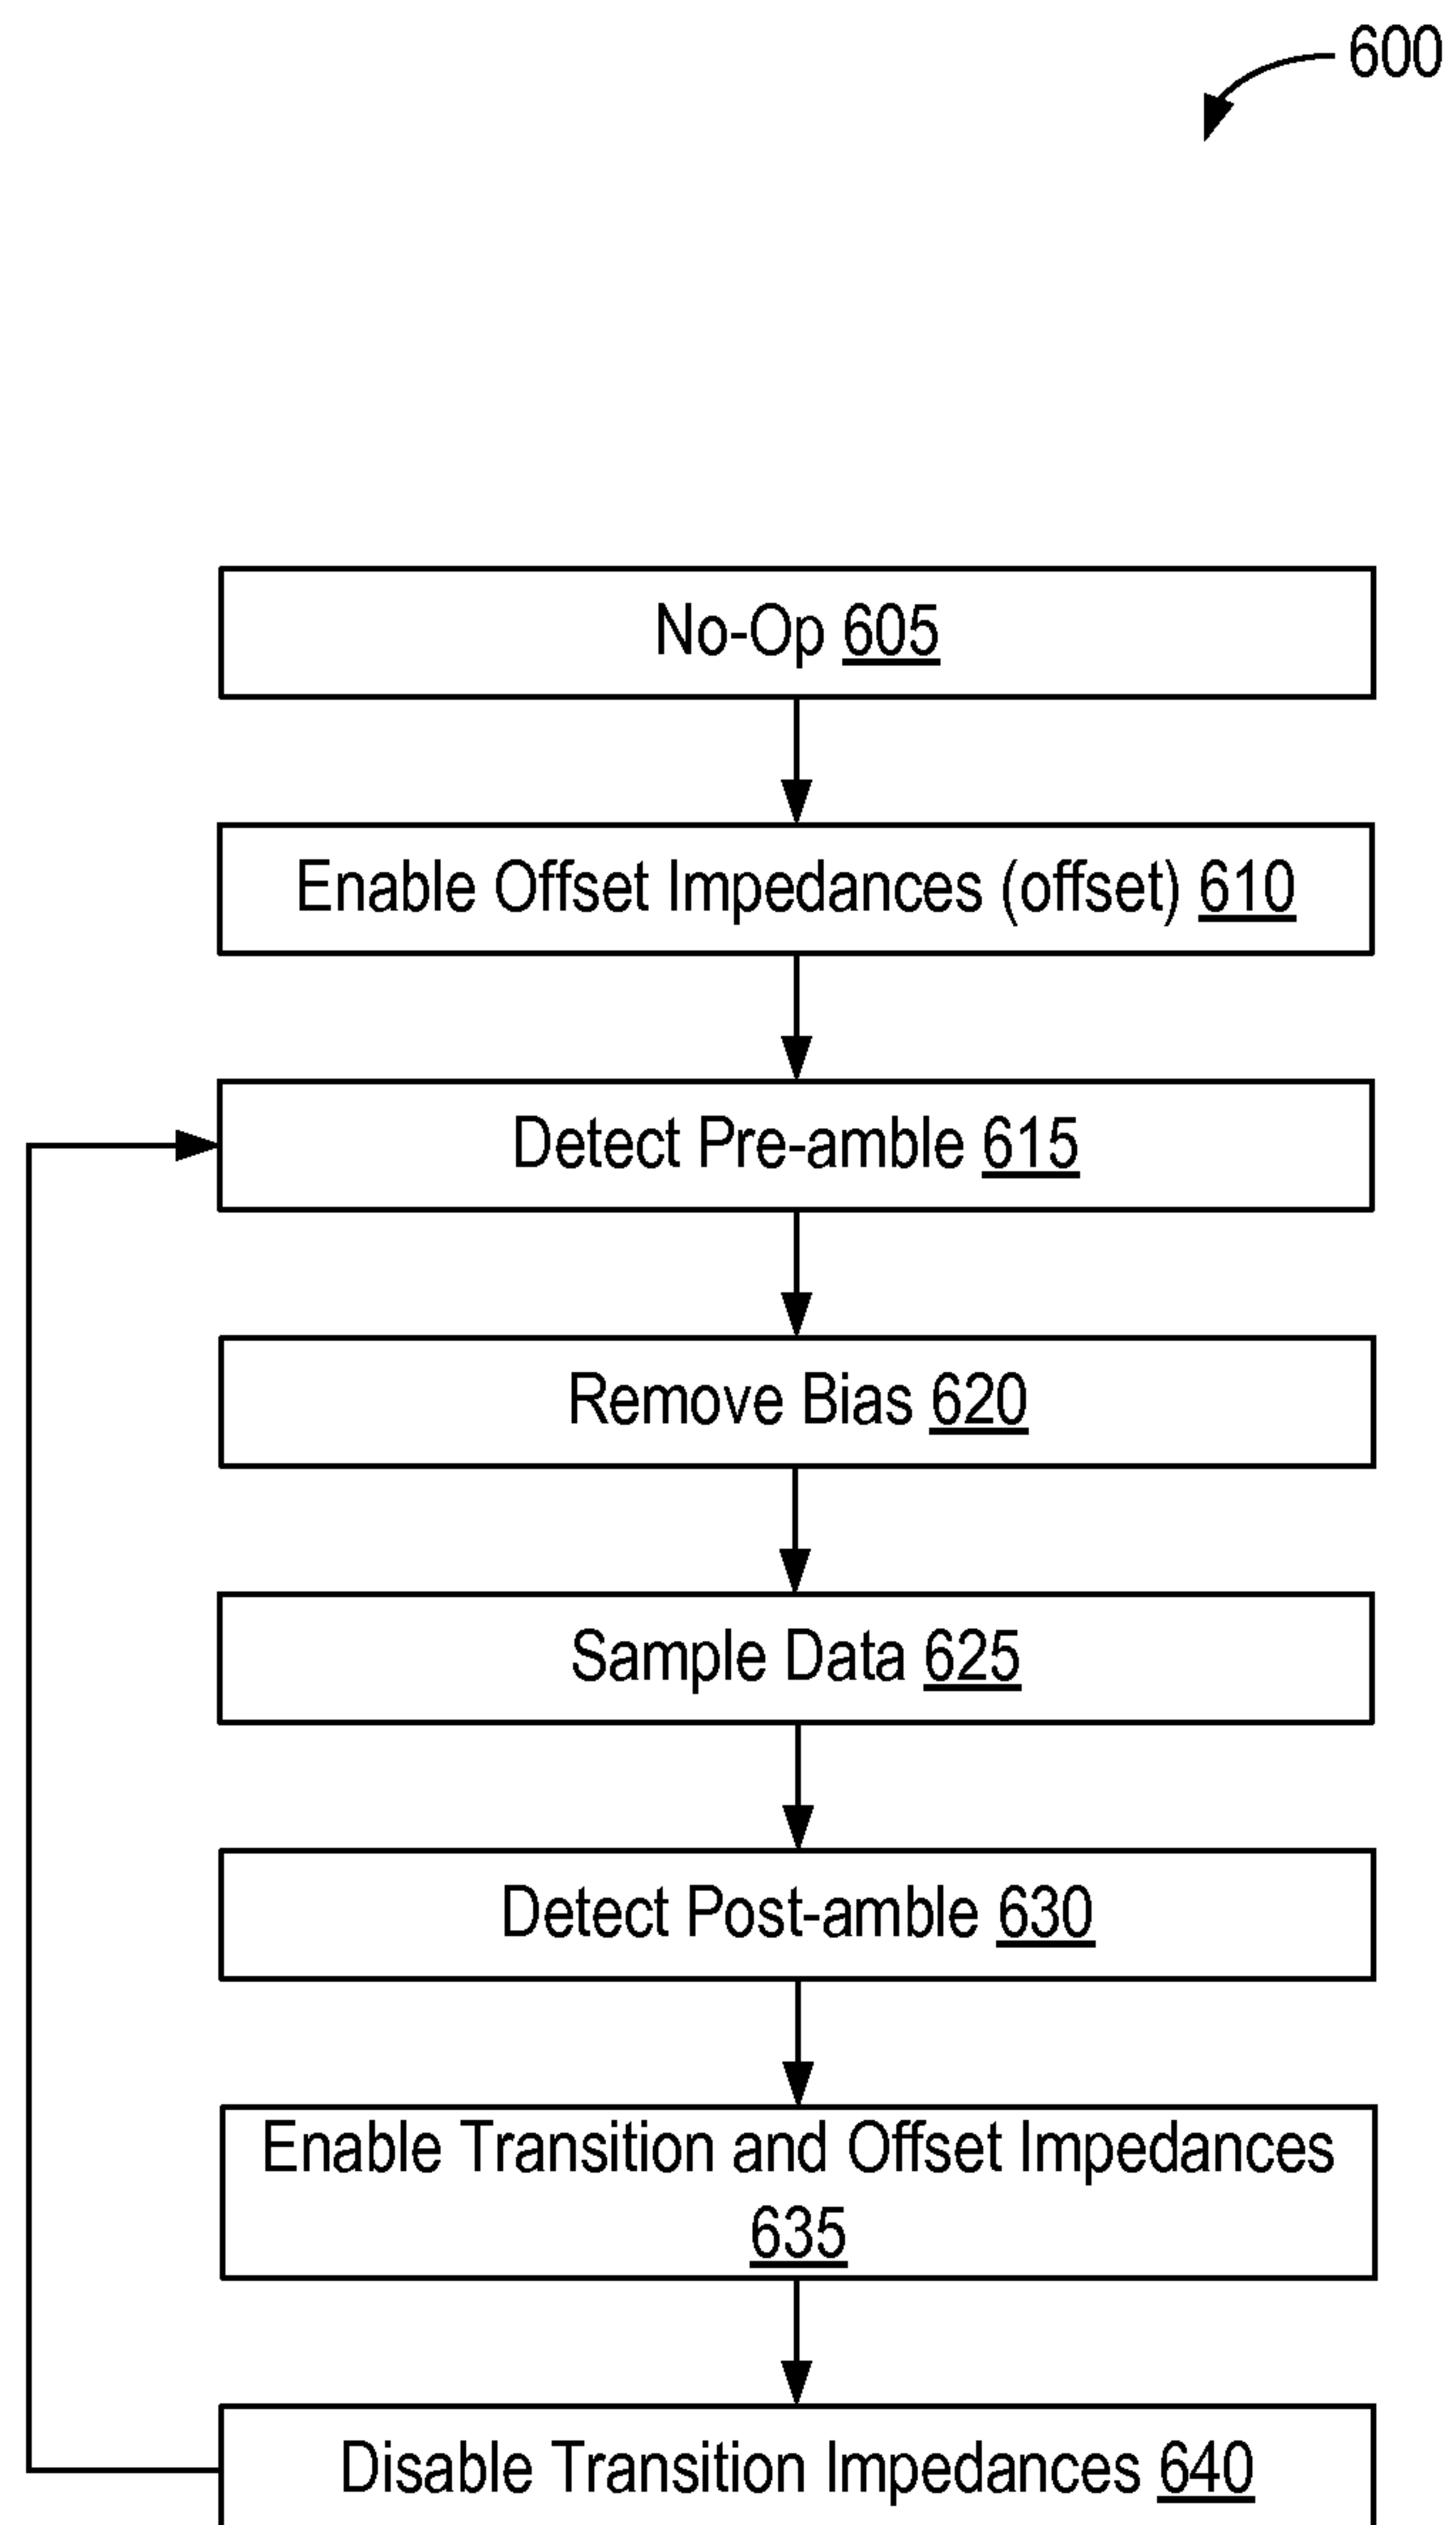 600
No-Op 605
Enable Offset Impedances (offset) 610
Detect Pre-amble 615
Remove Bias 620
Sample Data 625
Detect Post-amble 630
Enable Transition and Offset Impedances
635
Disable Transition Impedances 640